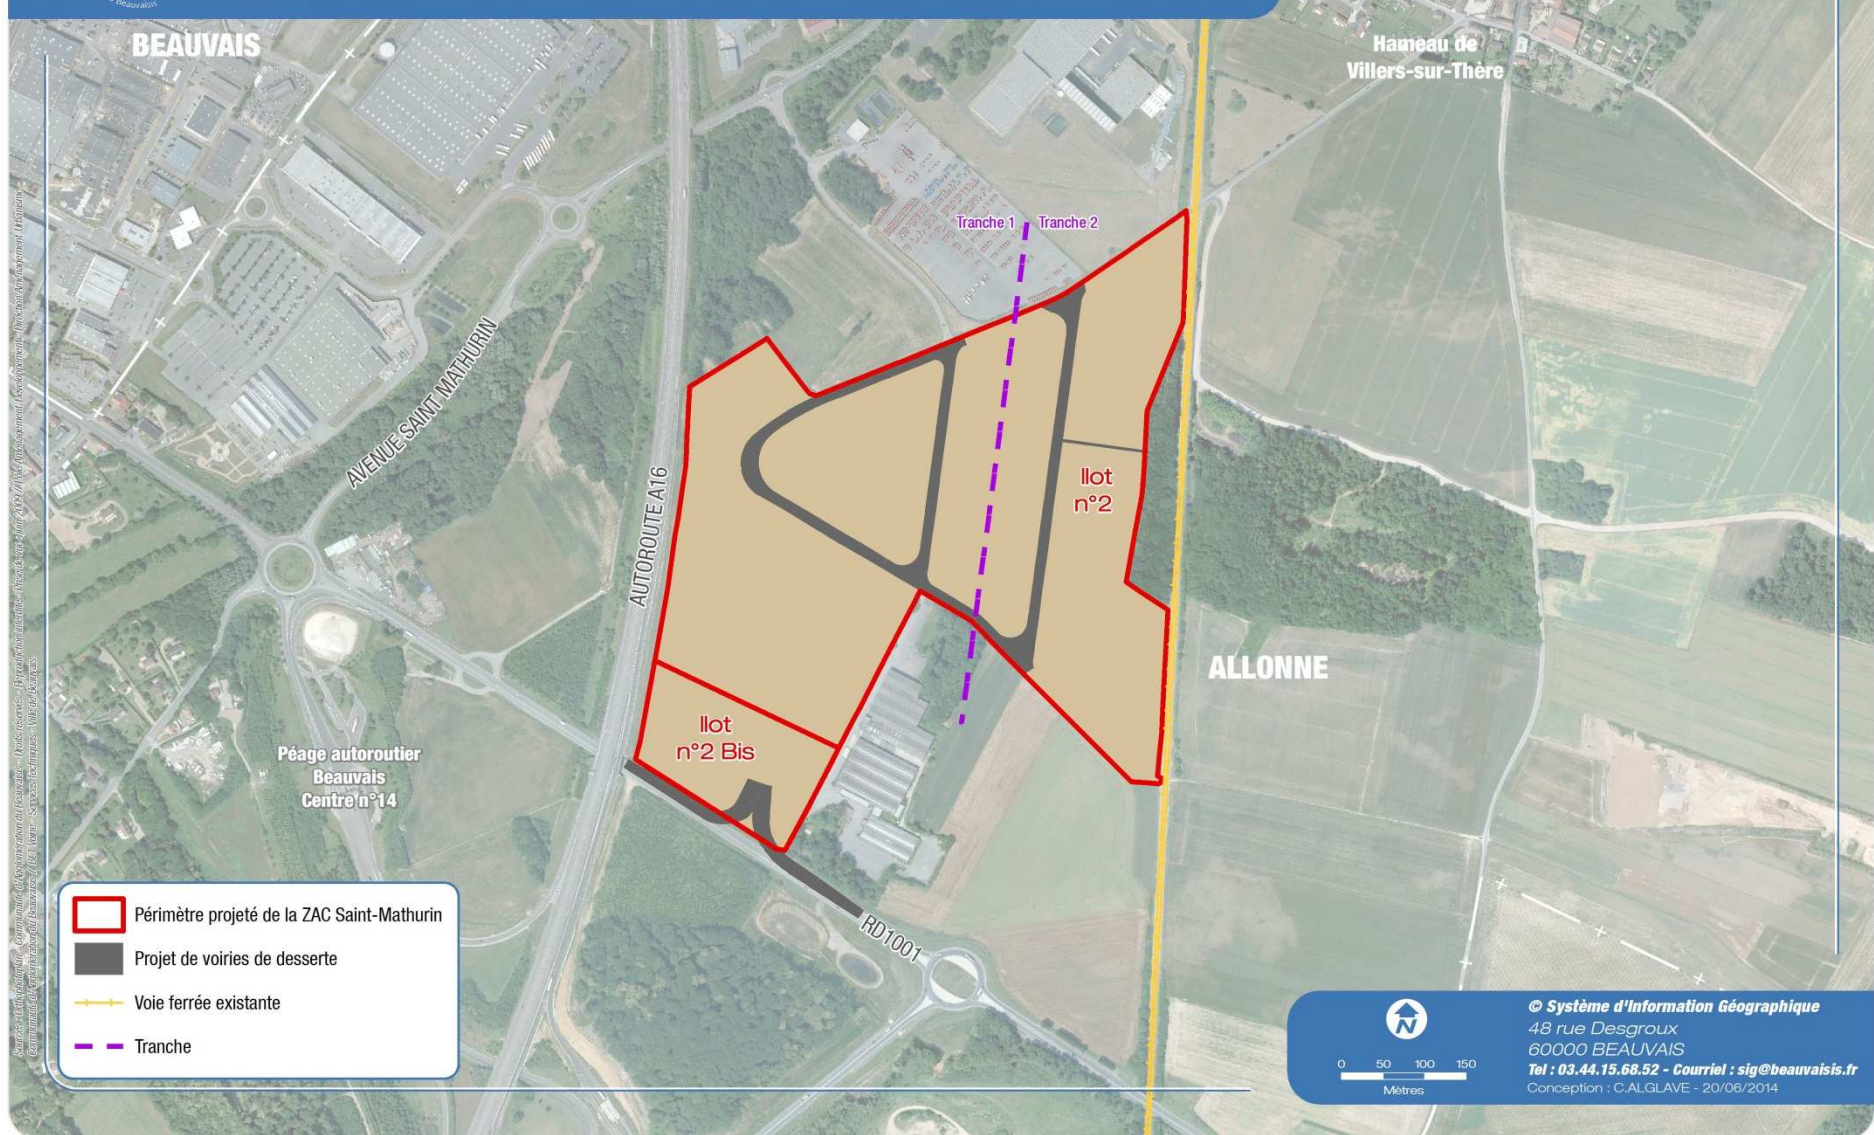 Beauvaisis
BEAUVAIS
Hameau de
Villers-sur-Thère
Tranche 1
Tranche 2
AVENUE SAINT MATHURIN
AUTOROUTE A16
Ilot
n°2
ALLONNE
Ilot
n°2 Bis
Péage autoroutier
Beauvais
Centre n°14
RD1001
Périmètre projeté de la ZAC Saint-Mathurin
Projet de voiries de desserte
Voie ferrée existante
Tranche
N
0 50 100 150
Mètres
© Système d'Information Géographique
48 rue Desgroux
60000 BEAUVAIS
Tel : 03.44.15.68.52 - Courriel : sig@beauvaisis.fr
Conception : C.ALGLAVE - 20/06/2014